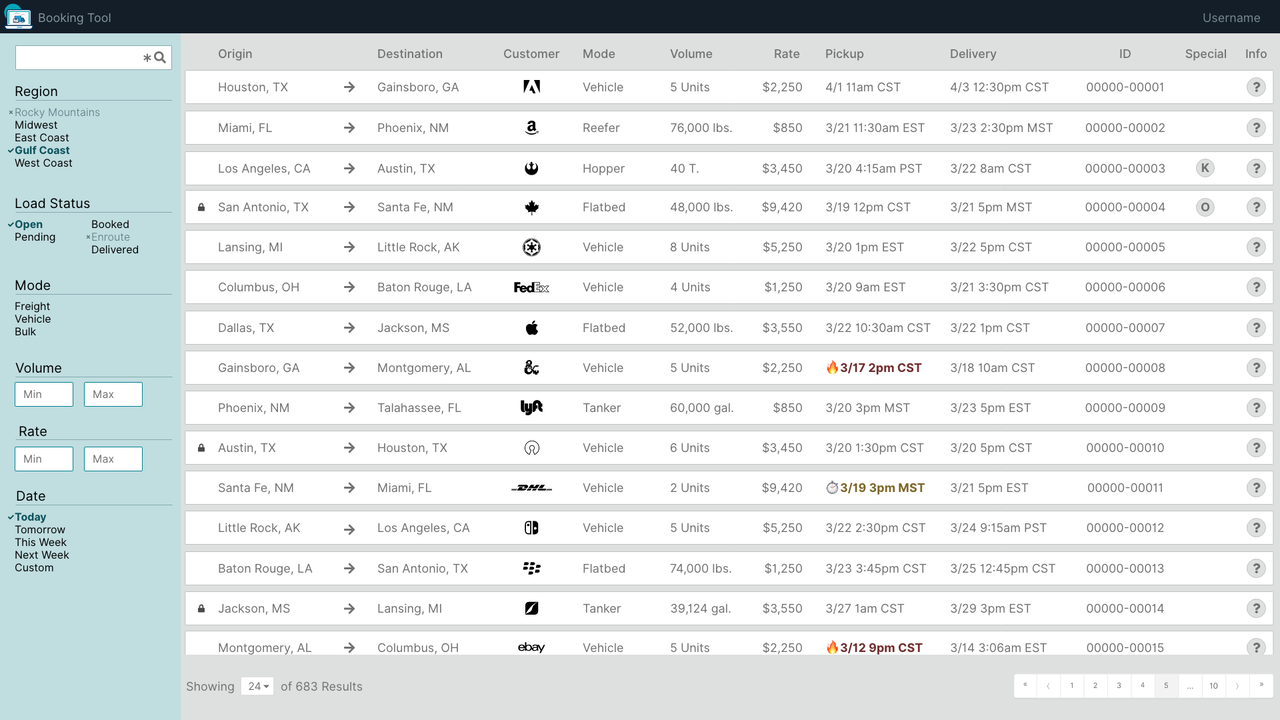 Booking Tool
Username
*
Region
×Rocky Mountains
Midwest
East Coast
✓Gulf Coast
West Coast
Load Status
✓Open Booked
Pending ×Enroute
Delivered
Mode
Freight
Vehicle
Bulk
Volume
Min Max
Rate
Min Max
Date
✓Today
Tomorrow
This Week
Next Week
Custom
Origin Destination Customer Mode Volume Rate Pickup Delivery ID Special Info
Houston, TX → Gainsboro, GA Vehicle 5 Units $2,250 4/1 11am CST 4/3 12:30pm CST 00000-00001 ?
Miami, FL → Phoenix, NM a Reefer 76,000 lbs. $850 3/21 11:30am EST 3/23 2:30pm MST 00000-00002 ?
Los Angeles, CA → Austin, TX Hopper 40 T. $3,450 3/20 4:15am PST 3/22 8am CST 00000-00003 K ?
San Antonio, TX → Santa Fe, NM Flatbed 48,000 lbs. $9,420 3/19 12pm CST 3/21 5pm MST 00000-00004 O ?
Lansing, MI → Little Rock, AK Vehicle 8 Units $5,250 3/20 1pm EST 3/22 5pm CST 00000-00005 ?
Columbus, OH → Baton Rouge, LA FedEx Vehicle 4 Units $1,250 3/20 9am EST 3/21 3:30pm CST 00000-00006 ?
Dallas, TX → Jackson, MS Flatbed 52,000 lbs. $3,550 3/22 10:30am CST 3/22 1pm CST 00000-00007 ?
Gainsboro, GA → Montgomery, AL & Vehicle 5 Units $2,250 🔥3/17 2pm CST 3/18 10am CST 00000-00008 ?
Phoenix, NM → Talahassee, FL lyft Tanker 60,000 gal. $850 3/20 3pm MST 3/23 5pm EST 00000-00009 ?
Austin, TX → Houston, TX Vehicle 6 Units $3,450 3/20 1:30pm CST 3/20 5pm CST 00000-00010 ?
Santa Fe, NM → Miami, FL DHL Vehicle 2 Units $9,420 ⏱3/19 3pm MST 3/21 5pm EST 00000-00011 ?
Little Rock, AK → Los Angeles, CA Vehicle 5 Units $5,250 3/22 2:30pm CST 3/24 9:15am PST 00000-00012 ?
Baton Rouge, LA → San Antonio, TX Flatbed 74,000 lbs. $1,250 3/23 3:45pm CST 3/25 12:45pm CST 00000-00013 ?
Jackson, MS → Lansing, MI Tanker 39,124 gal. $3,550 3/27 1am CST 3/29 3pm EST 00000-00014 ?
Montgomery, AL → Columbus, OH ebay Vehicle 5 Units $2,250 🔥3/12 9pm CST 3/14 3:06am EST 00000-00015 ?
Showing 24 of 683 Results
« ‹ 1 2 3 4 5 ... 10 › »